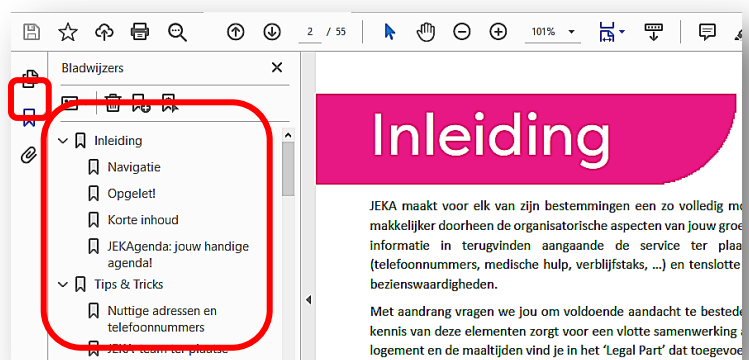 2 / 55
101%
Bladwijzers
Inleiding
Navigatie
Opgelet!
Korte inhoud
JEKAgenda: jouw handige
agenda!
Tips & Tricks
Nuttige adressen en
telefoonnummers
JEKA-team ter plaatse
Inleiding
JEKA maakt voor elk van zijn bestemmingen een zo volledig
makkelijker doorheen de organisatorische aspecten van jouw
informatie in terugvinden aangaande de service ter
(telefoonnummers, medische hulp, verblijfstaks, ...) en tenslotte
bezienswaardigheden.
Met aandrang vragen we jou om voldoende aandacht te
kennis van deze elementen zorgt voor een vlotte samenwerking
logement en de maaltijden vind je in het 'Legal Part' dat